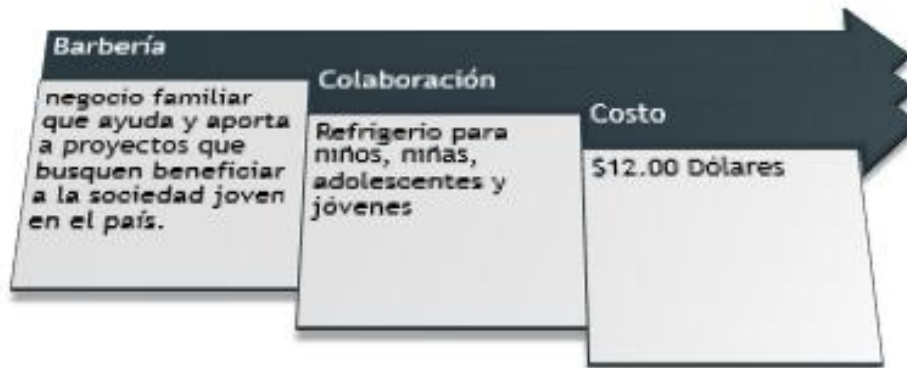 Barbería
negocio familiar
que ayuda y aporta
a proyectos que
busquen beneficiar
a la sociedad joven
en el país.
Colaboración
Refrigerio para
niños, niñas,
adolescentes y
jóvenes
Costo
$12.00 Dólares